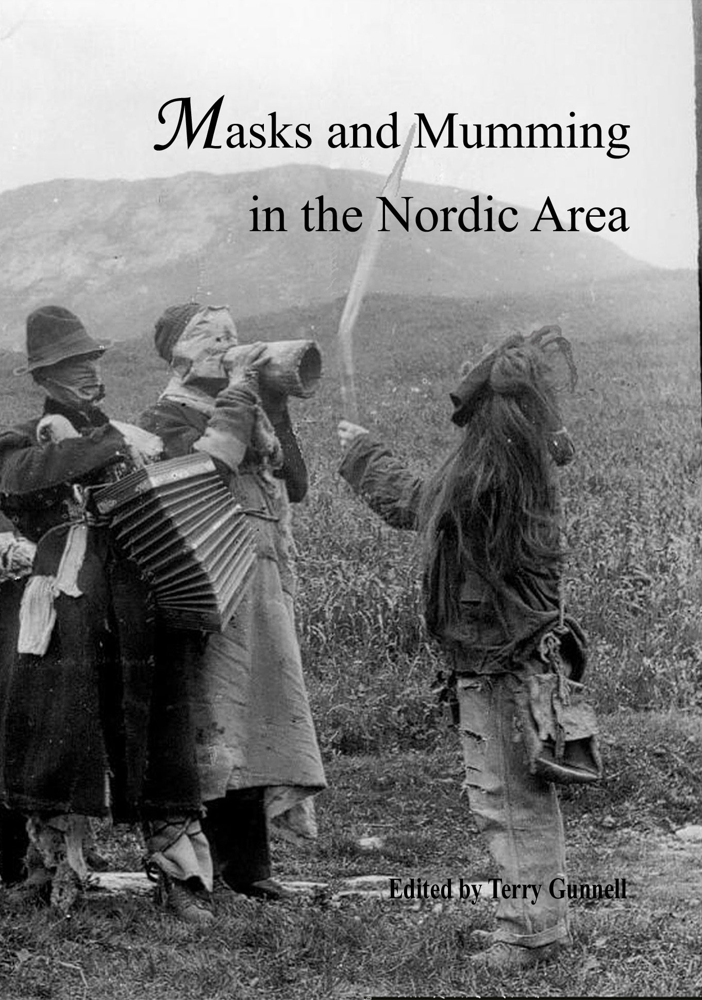 Masks and Mumming
in the Nordic Area
Edited by Terry Gunnell